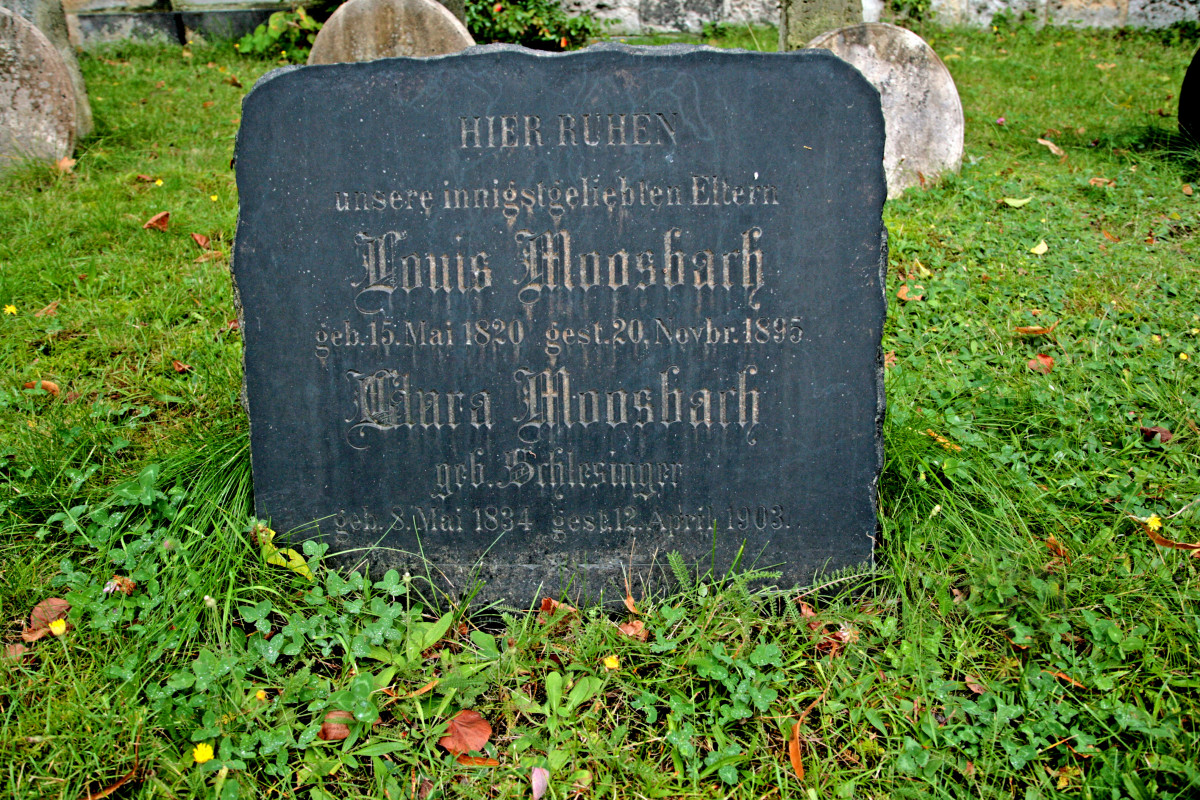 HIER RUHEN
unsere innigstgeliebten Eltern
Louis Moosbach
geb. 15. Mai 1820 gest. 20. Novbr. 1895
Clara Moosbach
geb. Schlesinger
geb. 8. Mai 1834 gest. 12. April 1903.